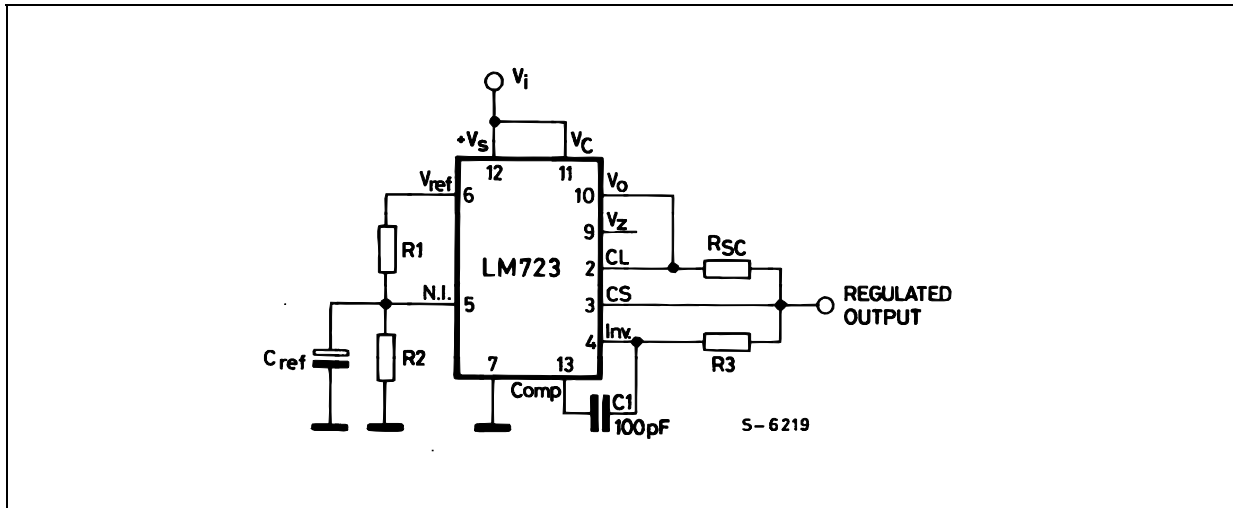 Vi
+Vs
VC
12
11
Vref
6
Vo
10
Vz
9
R1
LM723
CL
2
RSC
N.I.
5
CS
3
REGULATED
OUTPUT
Inv.
4
Cref
R2
R3
7
13
Comp
C1
100pF
S-6219